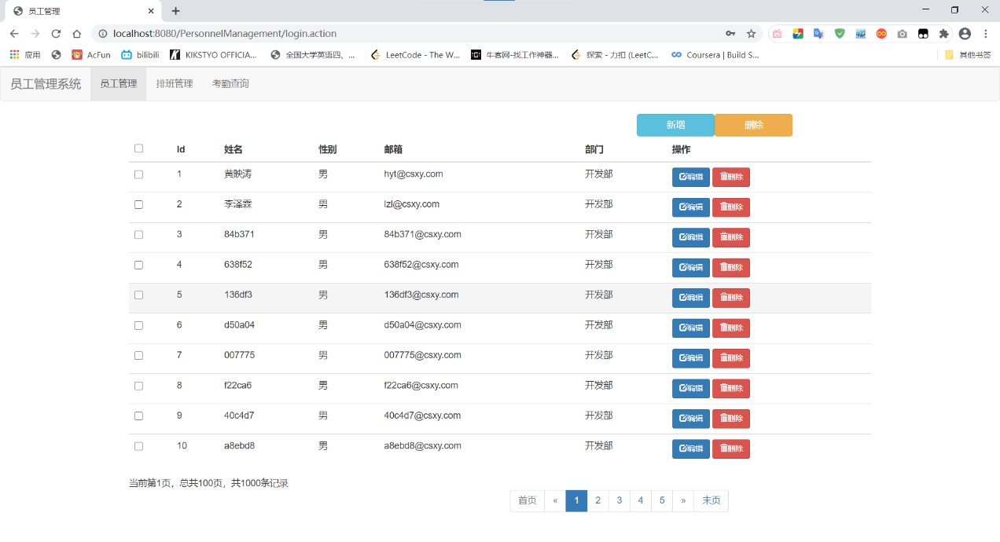 员工管理
localhost:8080/PersonnelManagement/login.action
应用 AcFun bilibili KIKSTYO OFFICIA... 全国大学英语四、... LeetCode - The W... 牛客网-找工作神器... 探索 - 力扣 (LeetC... Coursera | Build S... 其他书签
员工管理系统 员工管理 排班管理 考勤查询
新增 删除
Id 姓名 性别 邮箱 部门 操作
1 黄映涛 男 hyt@csxy.com 开发部 编辑 删除
2 李泽霖 男 lzl@csxy.com 开发部 编辑 删除
3 84b371 男 84b371@csxy.com 开发部 编辑 删除
4 638f52 男 638f52@csxy.com 开发部 编辑 删除
5 136df3 男 136df3@csxy.com 开发部 编辑 删除
6 d50a04 男 d50a04@csxy.com 开发部 编辑 删除
7 007775 男 007775@csxy.com 开发部 编辑 删除
8 f22ca6 男 f22ca6@csxy.com 开发部 编辑 删除
9 40c4d7 男 40c4d7@csxy.com 开发部 编辑 删除
10 a8ebd8 男 a8ebd8@csxy.com 开发部 编辑 删除
当前第1页，总共100页，共1000条记录
首页 « 1 2 3 4 5 » 末页